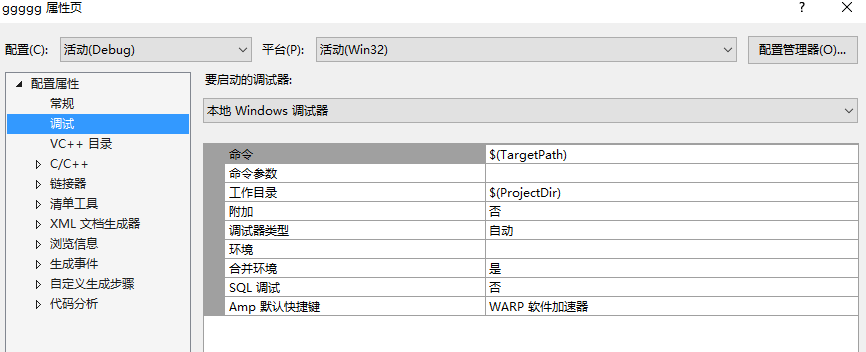 ggggg 属性页
配置(C): 活动(Debug) 平台(P): 活动(Win32) 配置管理器(O)...
配置属性
常规
调试
VC++ 目录
C/C++
链接器
清单工具
XML 文档生成器
浏览信息
生成事件
自定义生成步骤
代码分析
要启动的调试器:
本地 Windows 调试器
命令 $(TargetPath)
命令参数
工作目录 $(ProjectDir)
附加 否
调试器类型 自动
环境
合并环境 是
SQL 调试 否
Amp 默认快捷键 WARP 软件加速器